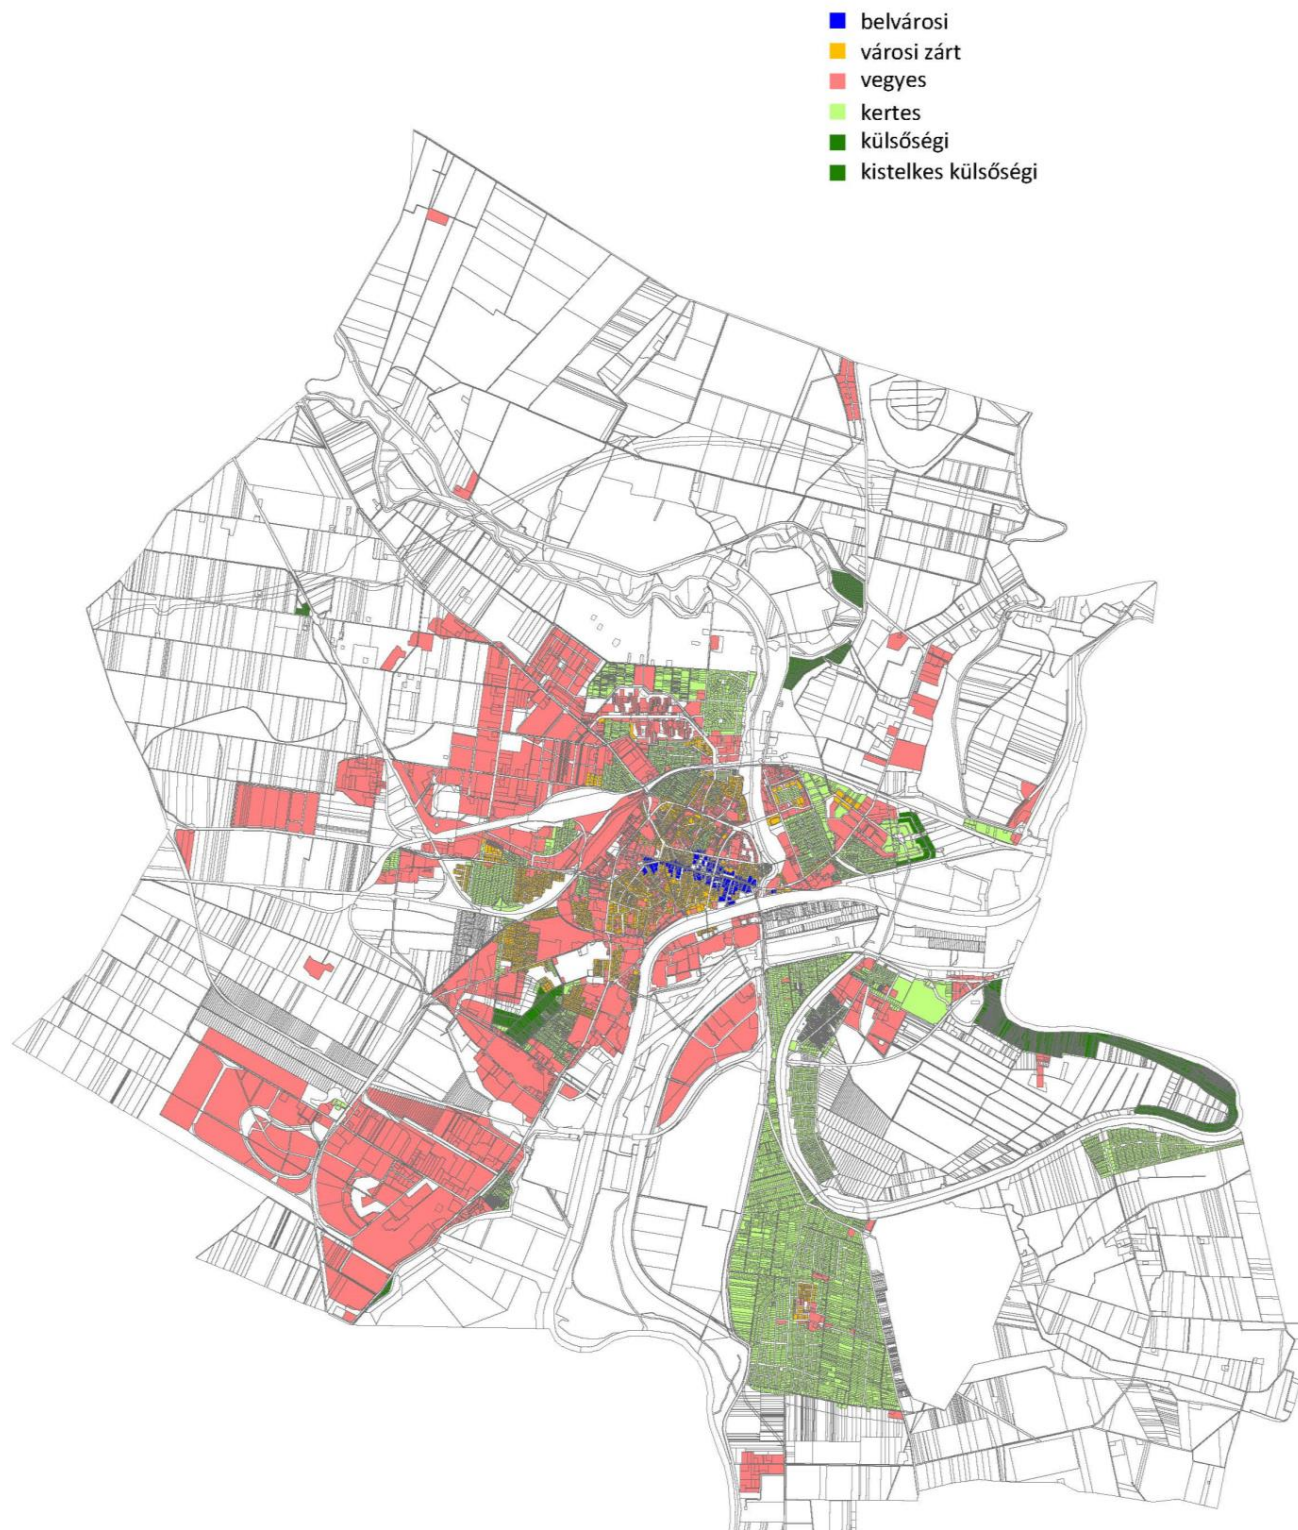 belvárosi
városi zárt
vegyes
kertes
külsőségi
kistelkes külsőségi